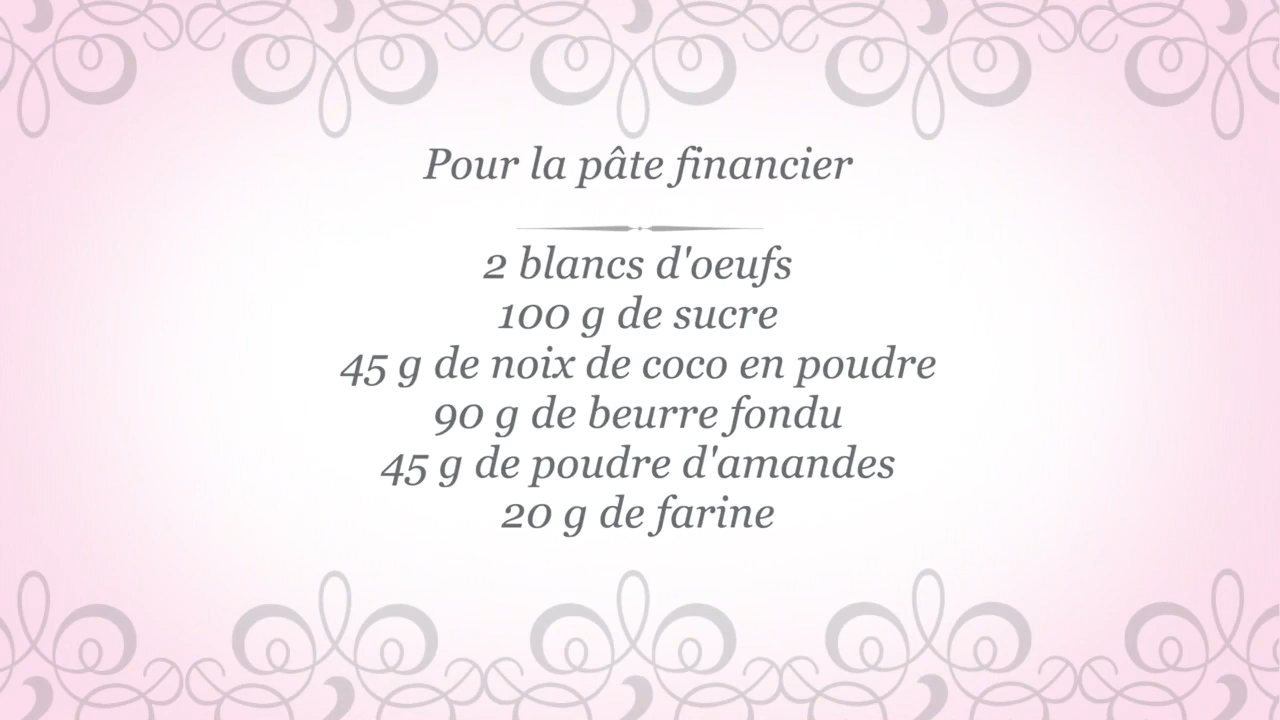 Pour la pâte financier
2 blancs d'oeufs
100 g de sucre
45 g de noix de coco en poudre
90 g de beurre fondu
45 g de poudre d'amandes
20 g de farine